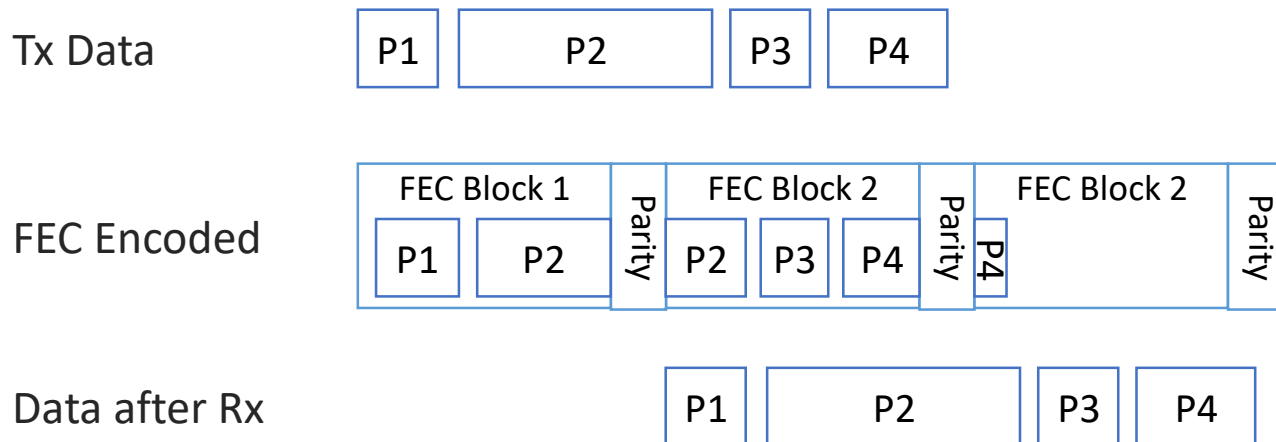 Tx Data
P1 P2 P3 P4
FEC Encoded
FEC Block 1 Parity FEC Block 2 Parity FEC Block 2 Parity
P1 P2 P2 P3 P4 P4
Data after Rx
P1 P2 P3 P4